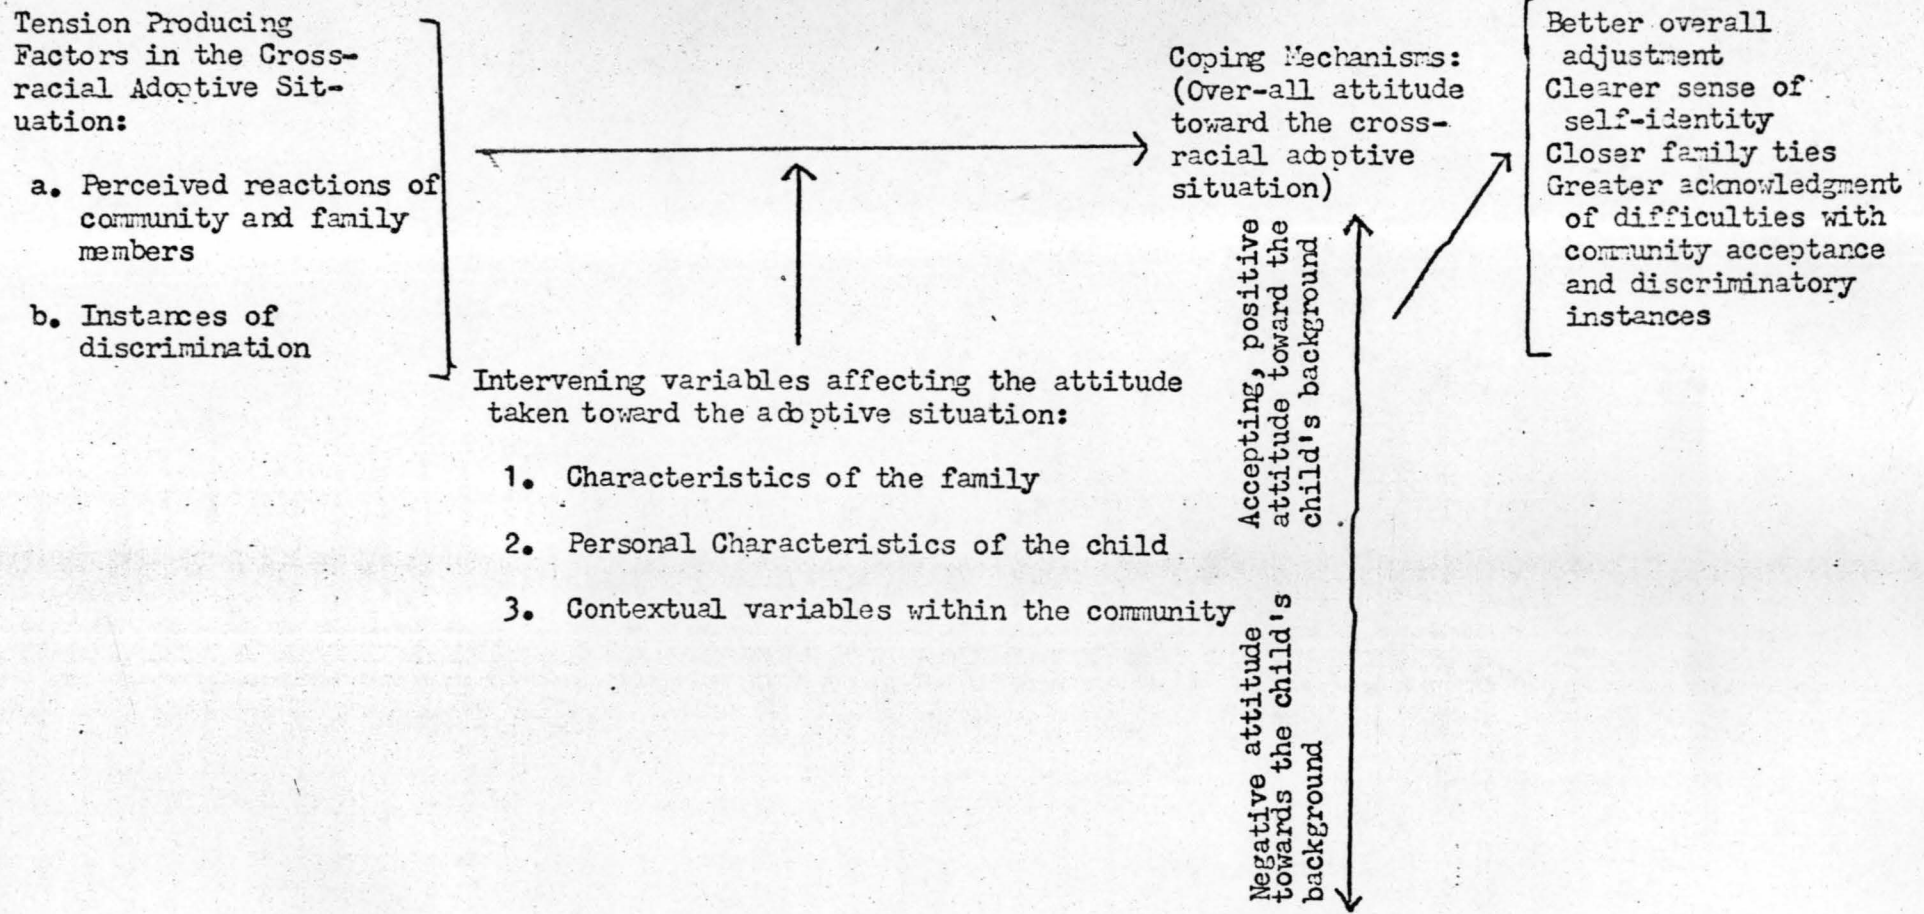 Tension Producing
Factors in the Cross-
racial Adoptive Sit-
uation:
a. Perceived reactions of
community and family
members
b. Instances of
discrimination
Intervening variables affecting the attitude
taken toward the adoptive situation:
1. Characteristics of the family
2. Personal Characteristics of the child
3. Contextual variables within the community
Coping Mechanisms:
(Over-all attitude
toward the cross-
racial adoptive
situation)
Accepting, positive
attitude toward the
child's background
Negative attitude
towards the child's
background
Better overall
adjustment
Clearer sense of
self-identity
Closer family ties
Greater acknowledgment
of difficulties with
community acceptance
and discriminatory
instances